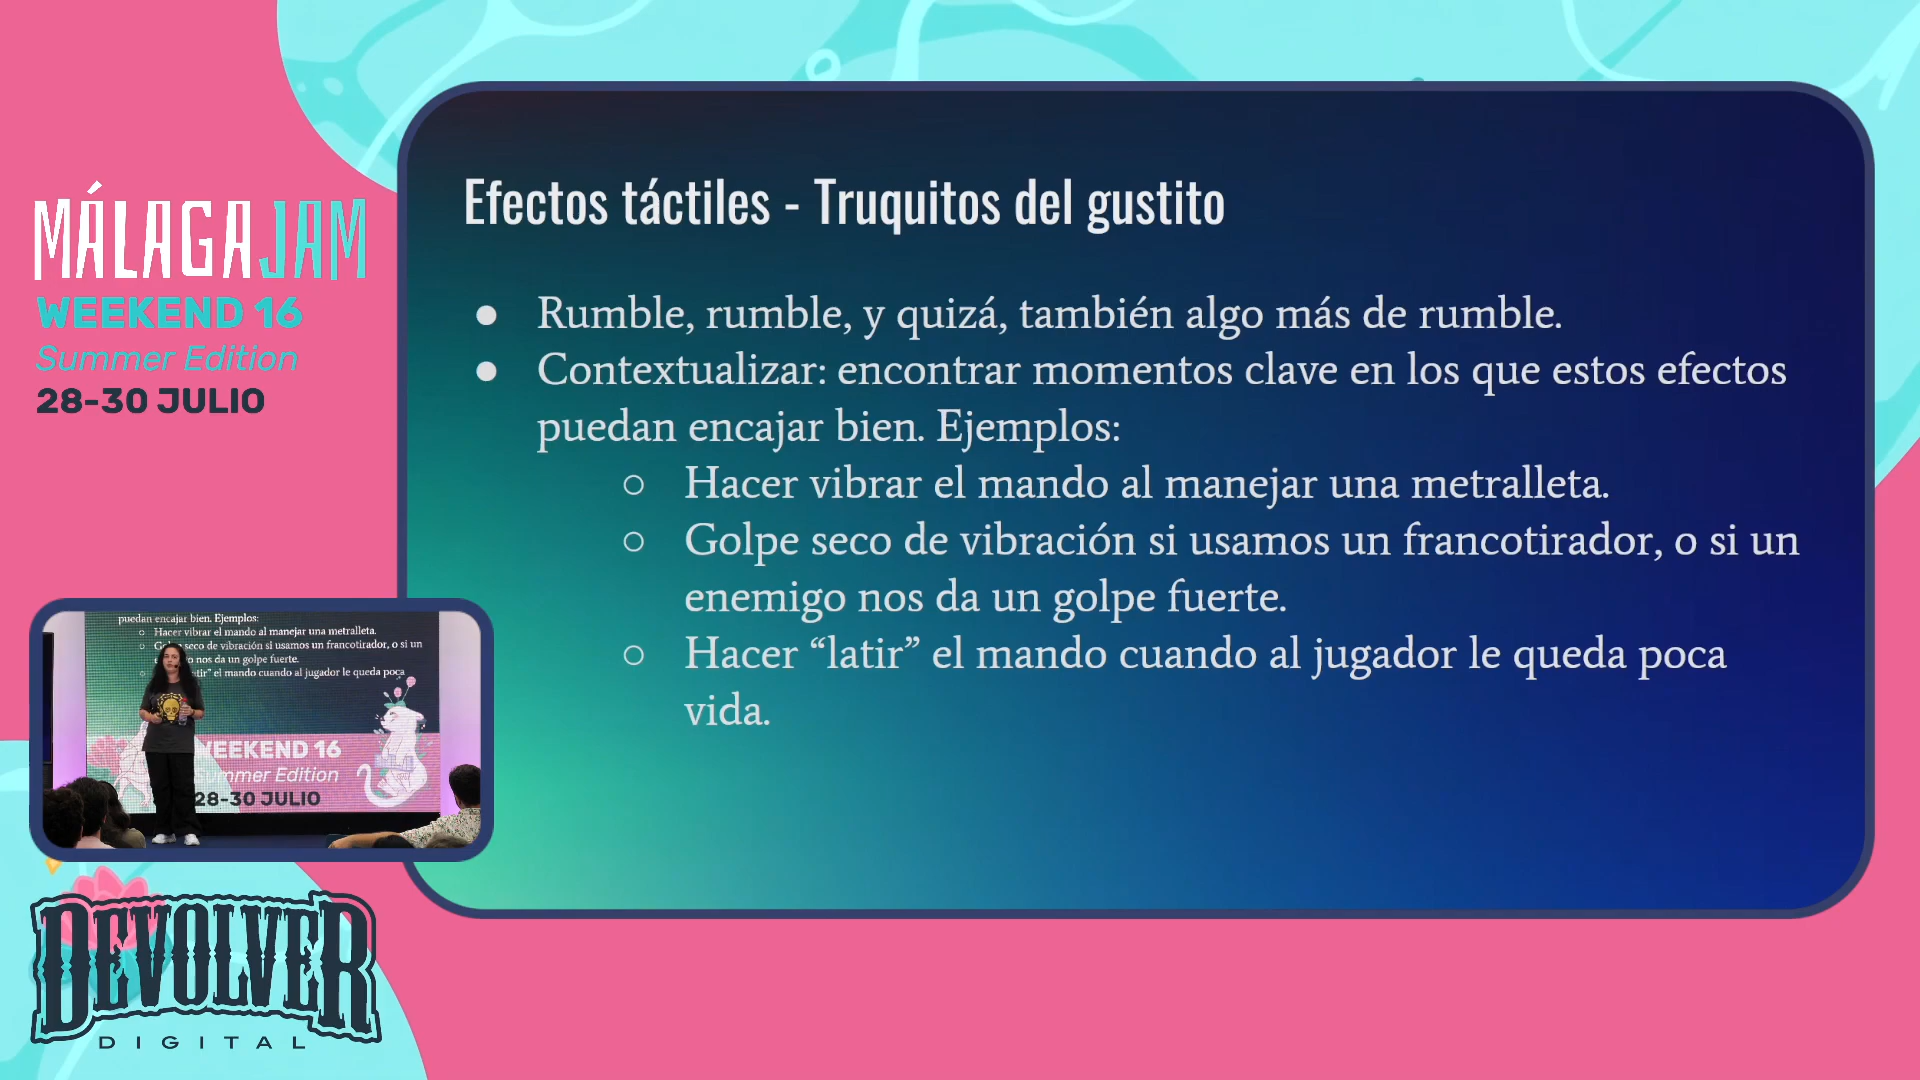 MÁLAGAJAM
WEEKEND 16
Summer Edition
28-30 JULIO
Efectos táctiles - Truquitos del gustito
● Rumble, rumble, y quizá, también algo más de rumble.
● Contextualizar: encontrar momentos clave en los que estos efectos
puedan encajar bien. Ejemplos:
○ Hacer vibrar el mando al manejar una metralleta.
○ Golpe seco de vibración si usamos un francotirador, o si un
enemigo nos da un golpe fuerte.
○ Hacer “latir” el mando cuando al jugador le queda poca
vida.
puedan encajar bien. Ejemplos:
○ Hacer vibrar el mando al manejar una metralleta.
○ seco de vibración si usamos un francotirador, o si un
nos da un golpe fuerte.
el mando cuando al jugador le queda poca
WEEKEND 16
Summer Edition
28-30 JULIO
DEVOLVER
DIGITAL